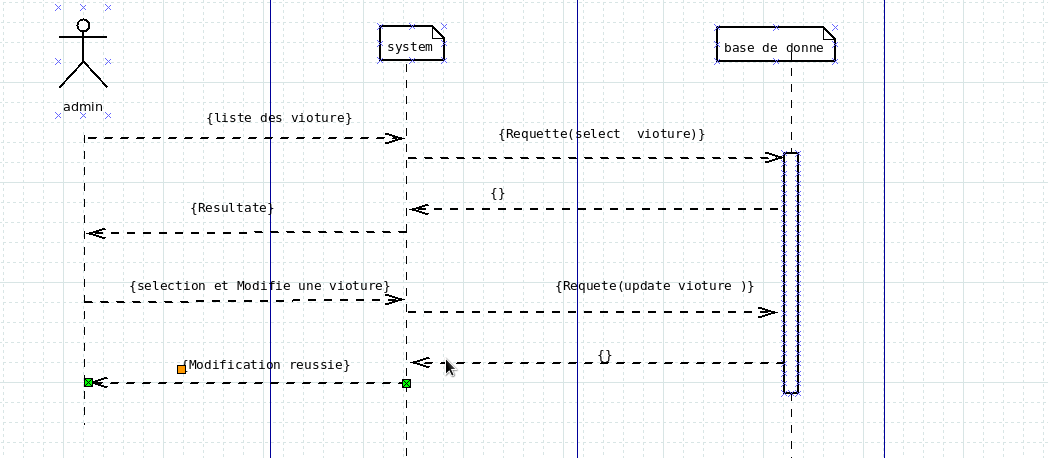 system
base de donne
admin
{liste des vioture}
{Requette(select  vioture)}
{}
{Resultate}
{selection et Modifie une vioture}
{Requete(update vioture )}
{}
{Modification reussie}